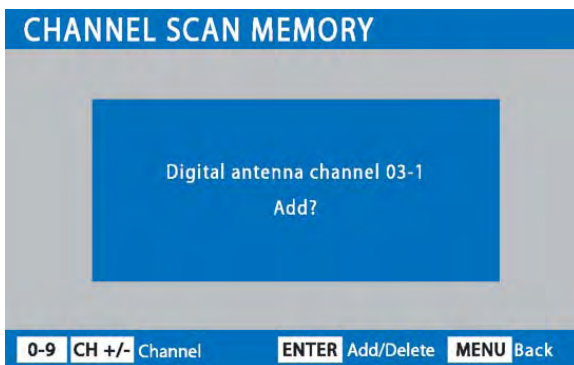 CHANNEL SCAN MEMORY
Digital antenna channel 03-1
Add?
0-9 CH +/- Channel ENTER Add/Delete MENU Back